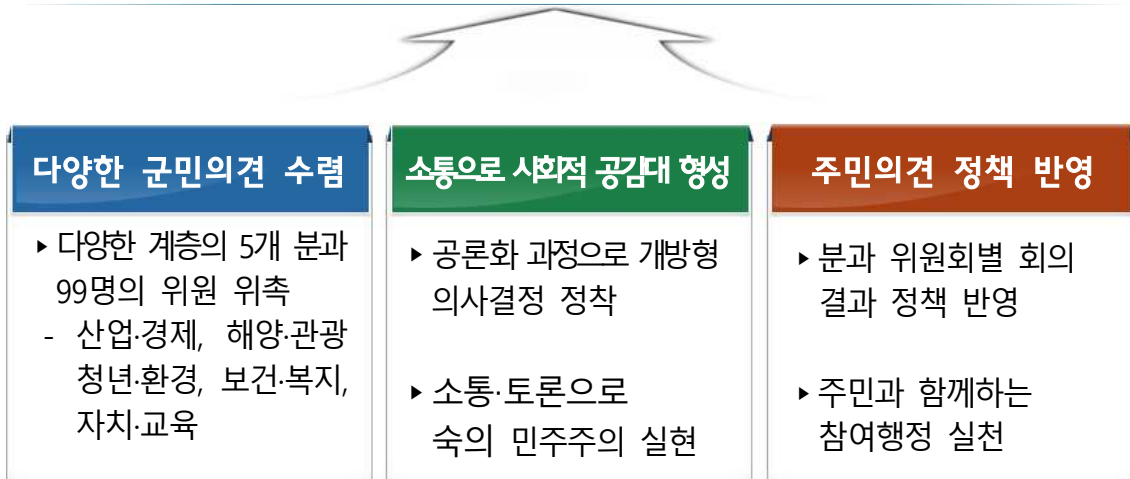 다양한 군민의견 수렴
▸ 다양한 계층의 5개 분과
99명의 위원 위촉
- 산업·경제, 해양·관광
청년·환경, 보건·복지,
자치·교육
소통으로 사회적 공감대 형성
▸ 공론화 과정으로 개방형
의사결정 정착
▸ 소통·토론으로
숙의 민주주의 실현
주민의견 정책 반영
▸ 분과 위원회별 회의
결과 정책 반영
▸ 주민과 함께하는
참여행정 실천